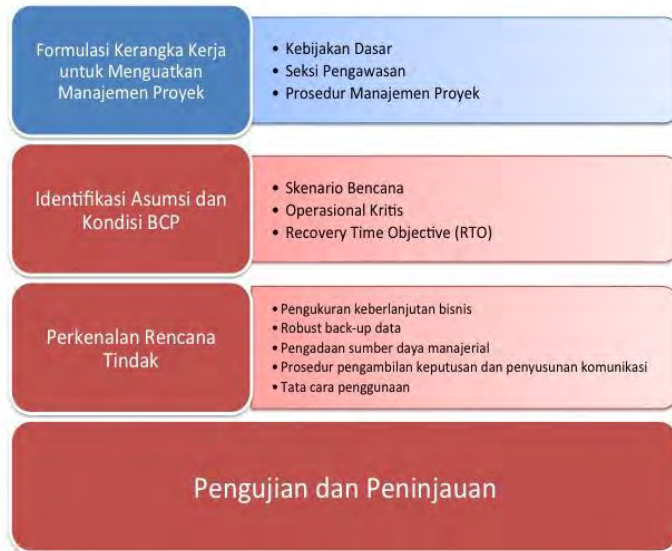 Formulasi Kerangka Kerja
untuk Menguatkan
Manajemen Proyek
• Kebijakan Dasar
• Seksi Pengawasan
• Prosedur Manajemen Proyek
Identifikasi Asumsi dan
Kondisi BCP
• Skenario Bencana
• Operasional Kritis
• Recovery Time Objective (RTO)
Perkenalan Rencana
Tindak
• Pengukuran keberlanjutan bisnis
• Robust back-up data
• Pengadaan sumber daya manajerial
• Prosedur pengambilan keputusan dan penyusunan komunikasi
• Tata cara penggunaan
Pengujian dan Peninjauan